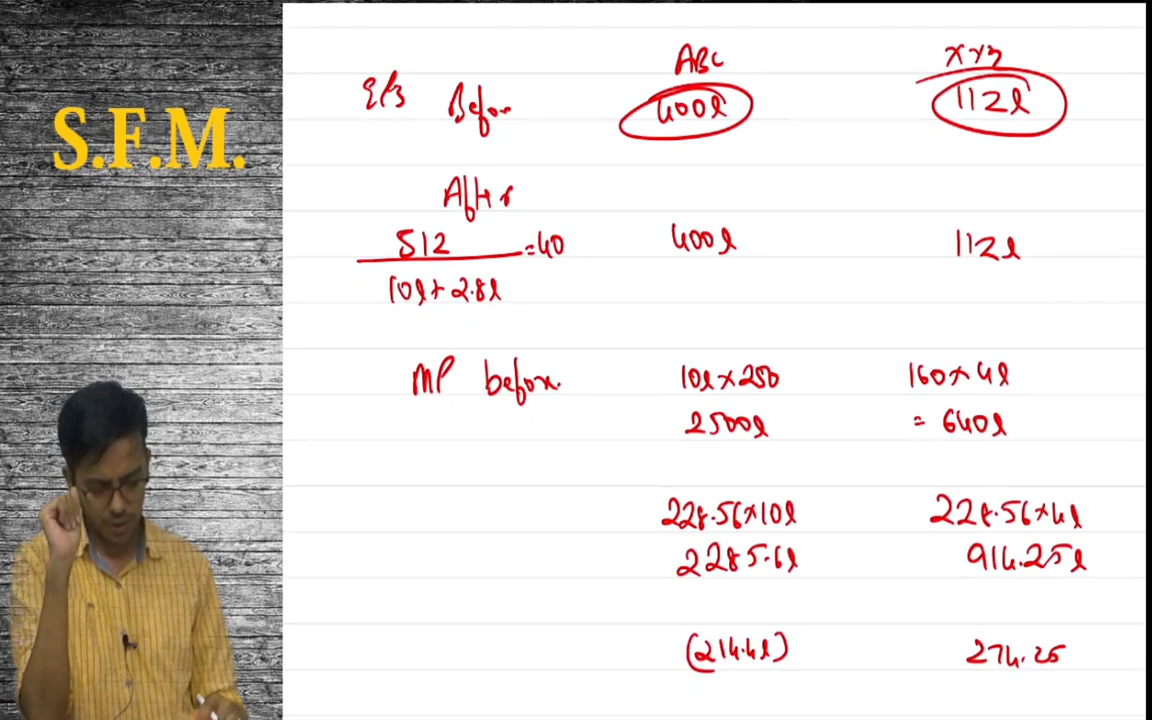 S.F.M.
ABC XYZ
EPS Before 400l 112l
After
512 = 40 400l 112l
10l + 2.8l
MP before. 10l x 250 160 x 4l
2500l = 640l
228.56 x 10l 228.56 x 4l
2285.6l 914.25l
(214.4l) 274.25